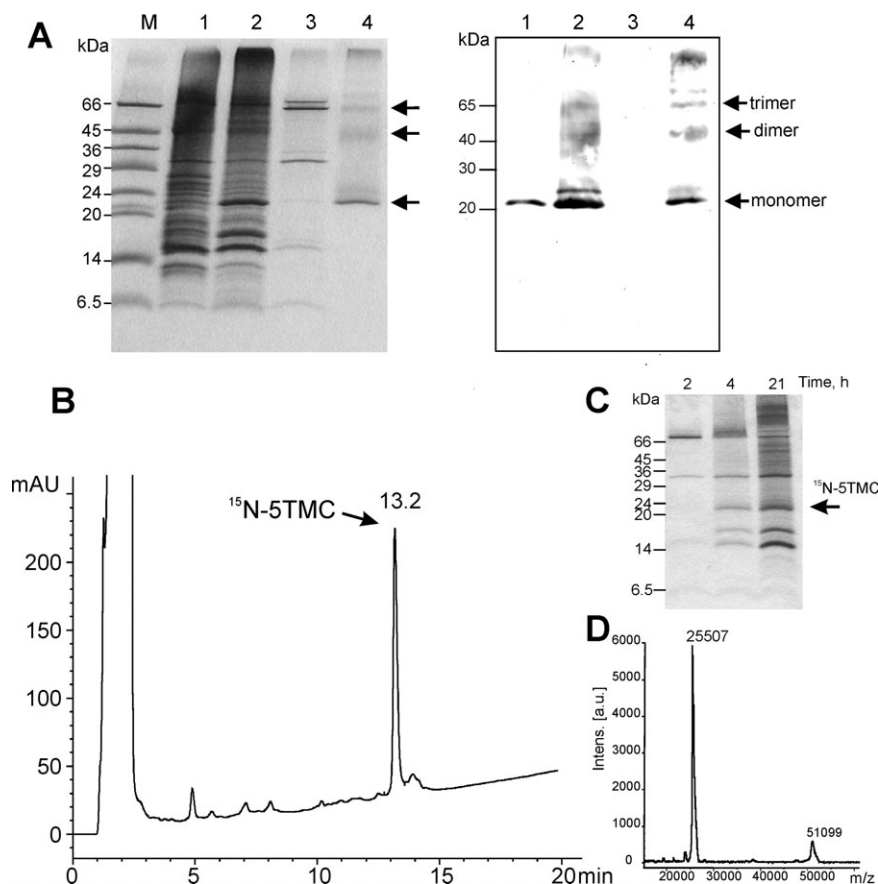 A
M 1 2 3 4
kDa
66
45
36
29
24
20
14
6.5
1 2 3 4
kDa
65
40
30
20
trimer
dimer
monomer
B
mAU
200
150
100
50
0
¹⁵N-5TMC
13.2
0 5 10 15 20 min
C
2 4 21 Time, h
kDa
66
45
36
29
24
20
14
6.5
¹⁵N-5TMC
D
25507
51099
Intens. [a.u.]
6000
5000
4000
3000
2000
1000
0
20000 30000 40000 50000 m/z